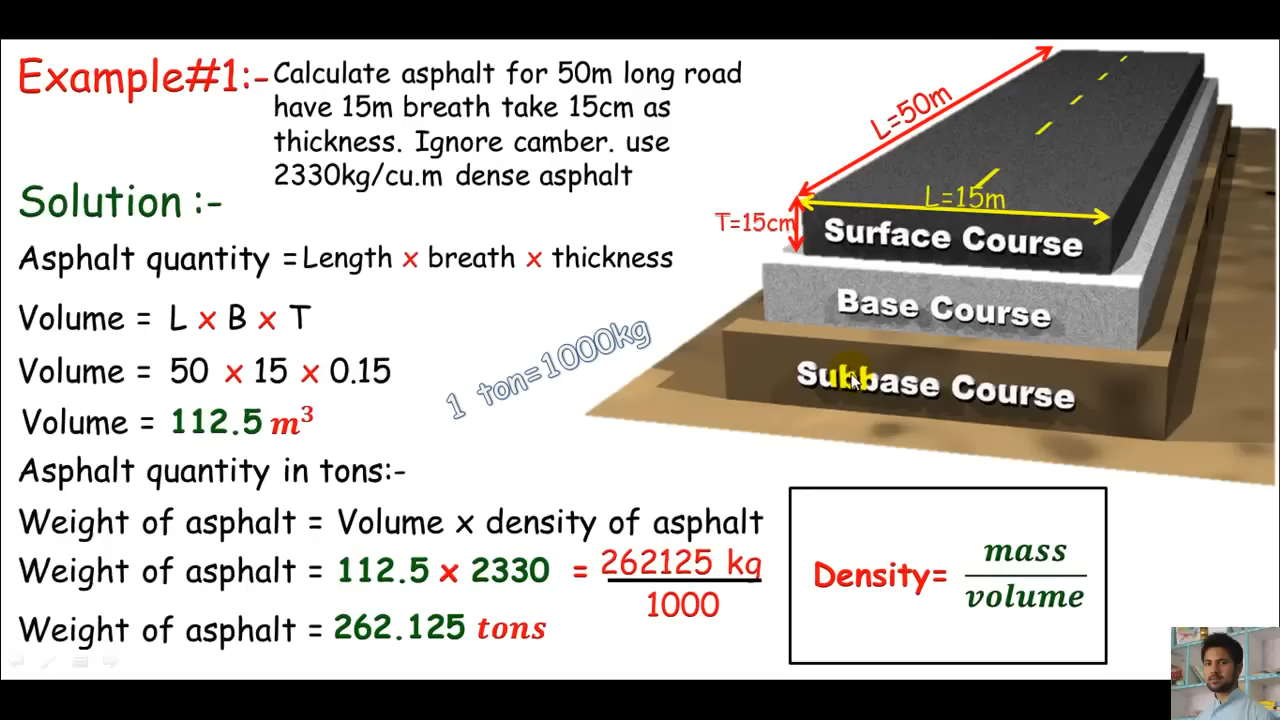 Example#1:-
Calculate asphalt for 50m long road
have 15m breath take 15cm as
thickness. Ignore camber. use
2330kg/cu.m dense asphalt
Solution :-
Asphalt quantity = Length x breath x thickness
Volume = L x B x T
Volume = 50 x 15 x 0.15
Volume = 112.5 m³
1 ton=1000kg
Asphalt quantity in tons:-
Weight of asphalt = Volume x density of asphalt
Weight of asphalt = 112.5 x 2330 = 262125 kg
1000
Weight of asphalt = 262.125 tons
L=50m
L=15m
T=15cm
Surface Course
Base Course
Subbase Course
Density= mass
volume